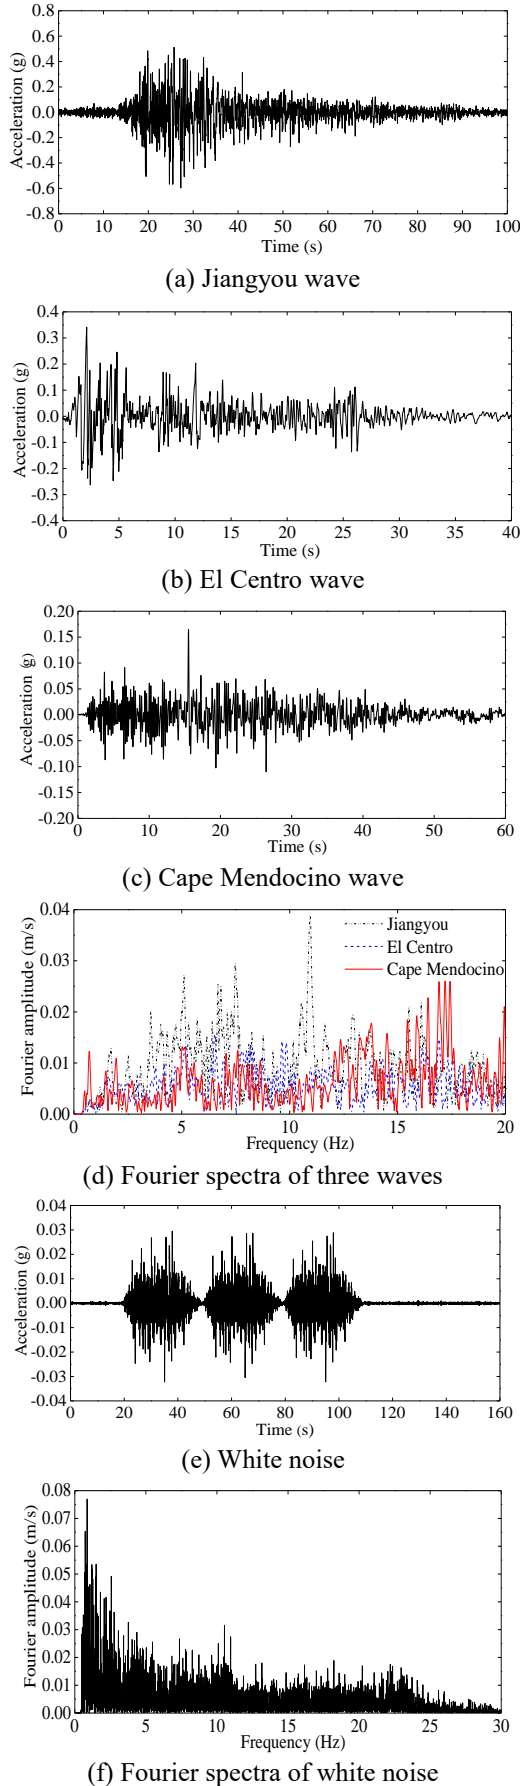 0.8
0.6
0.4
0.2
0.0
-0.2
-0.4
-0.6
-0.8
Acceleration (g)
0 10 20 30 40 50 60 70 80 90 100
Time (s)
(a) Jiangyou wave
0.4
0.3
0.2
0.1
0.0
-0.1
-0.2
-0.3
-0.4
Acceleration (g)
0 5 10 15 20 25 30 35 40
Time (s)
(b) El Centro wave
0.20
0.15
0.10
0.05
0.00
-0.05
-0.10
-0.15
-0.20
Acceleration (g)
0 10 20 30 40 50 60
Time (s)
(c) Cape Mendocino wave
0.04
0.03
0.02
0.01
0.00
Fourier amplitude (m/s)
Jiangyou
El Centro
Cape Mendocino
5 10 15 20
Frequency (Hz)
(d) Fourier spectra of three waves
0.04
0.03
0.02
0.01
0.00
-0.01
-0.02
-0.03
-0.04
Acceleration (g)
0 20 40 60 80 100 120 140 160
Time (s)
(e) White noise
0.08
0.07
0.06
0.05
0.04
0.03
0.02
0.01
0.00
Fourier amplitude (m/s)
0 5 10 15 20 25 30
Frequency (Hz)
(f) Fourier spectra of white noise